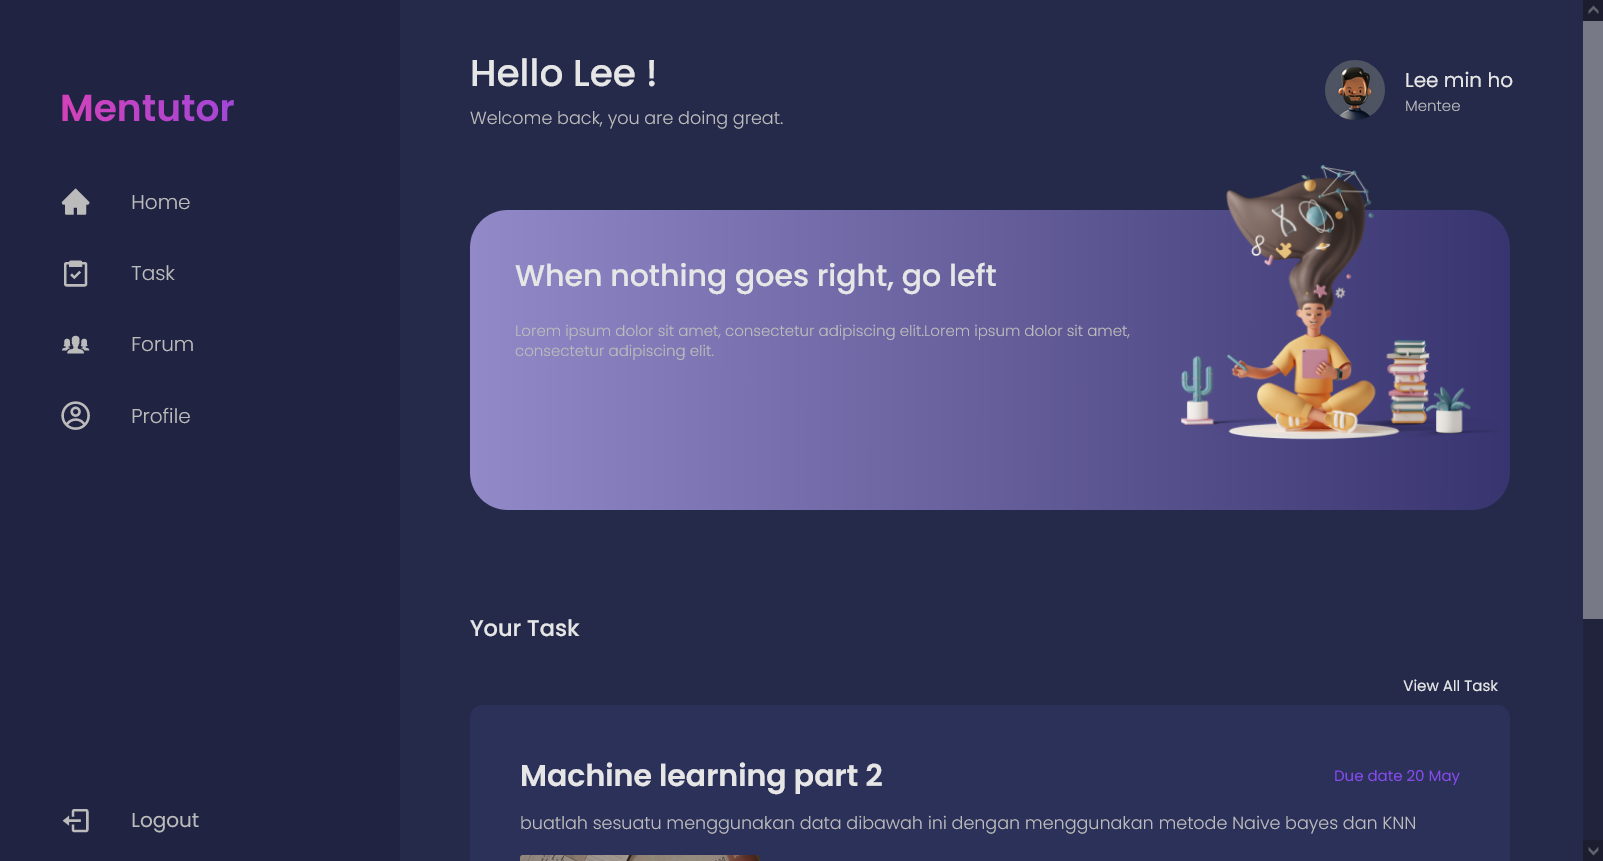 Mentutor
Home
Task
Forum
Profile
Logout
Hello Lee !
Welcome back, you are doing great.
Lee min ho
Mentee
When nothing goes right, go left
Lorem ipsum dolor sit amet, consectetur adipiscing elit.Lorem ipsum dolor sit amet,
consectetur adipiscing elit.
Your Task
View All Task
Machine learning part 2
Due date 20 May
buatlah sesuatu menggunakan data dibawah ini dengan menggunakan metode Naive bayes dan KNN